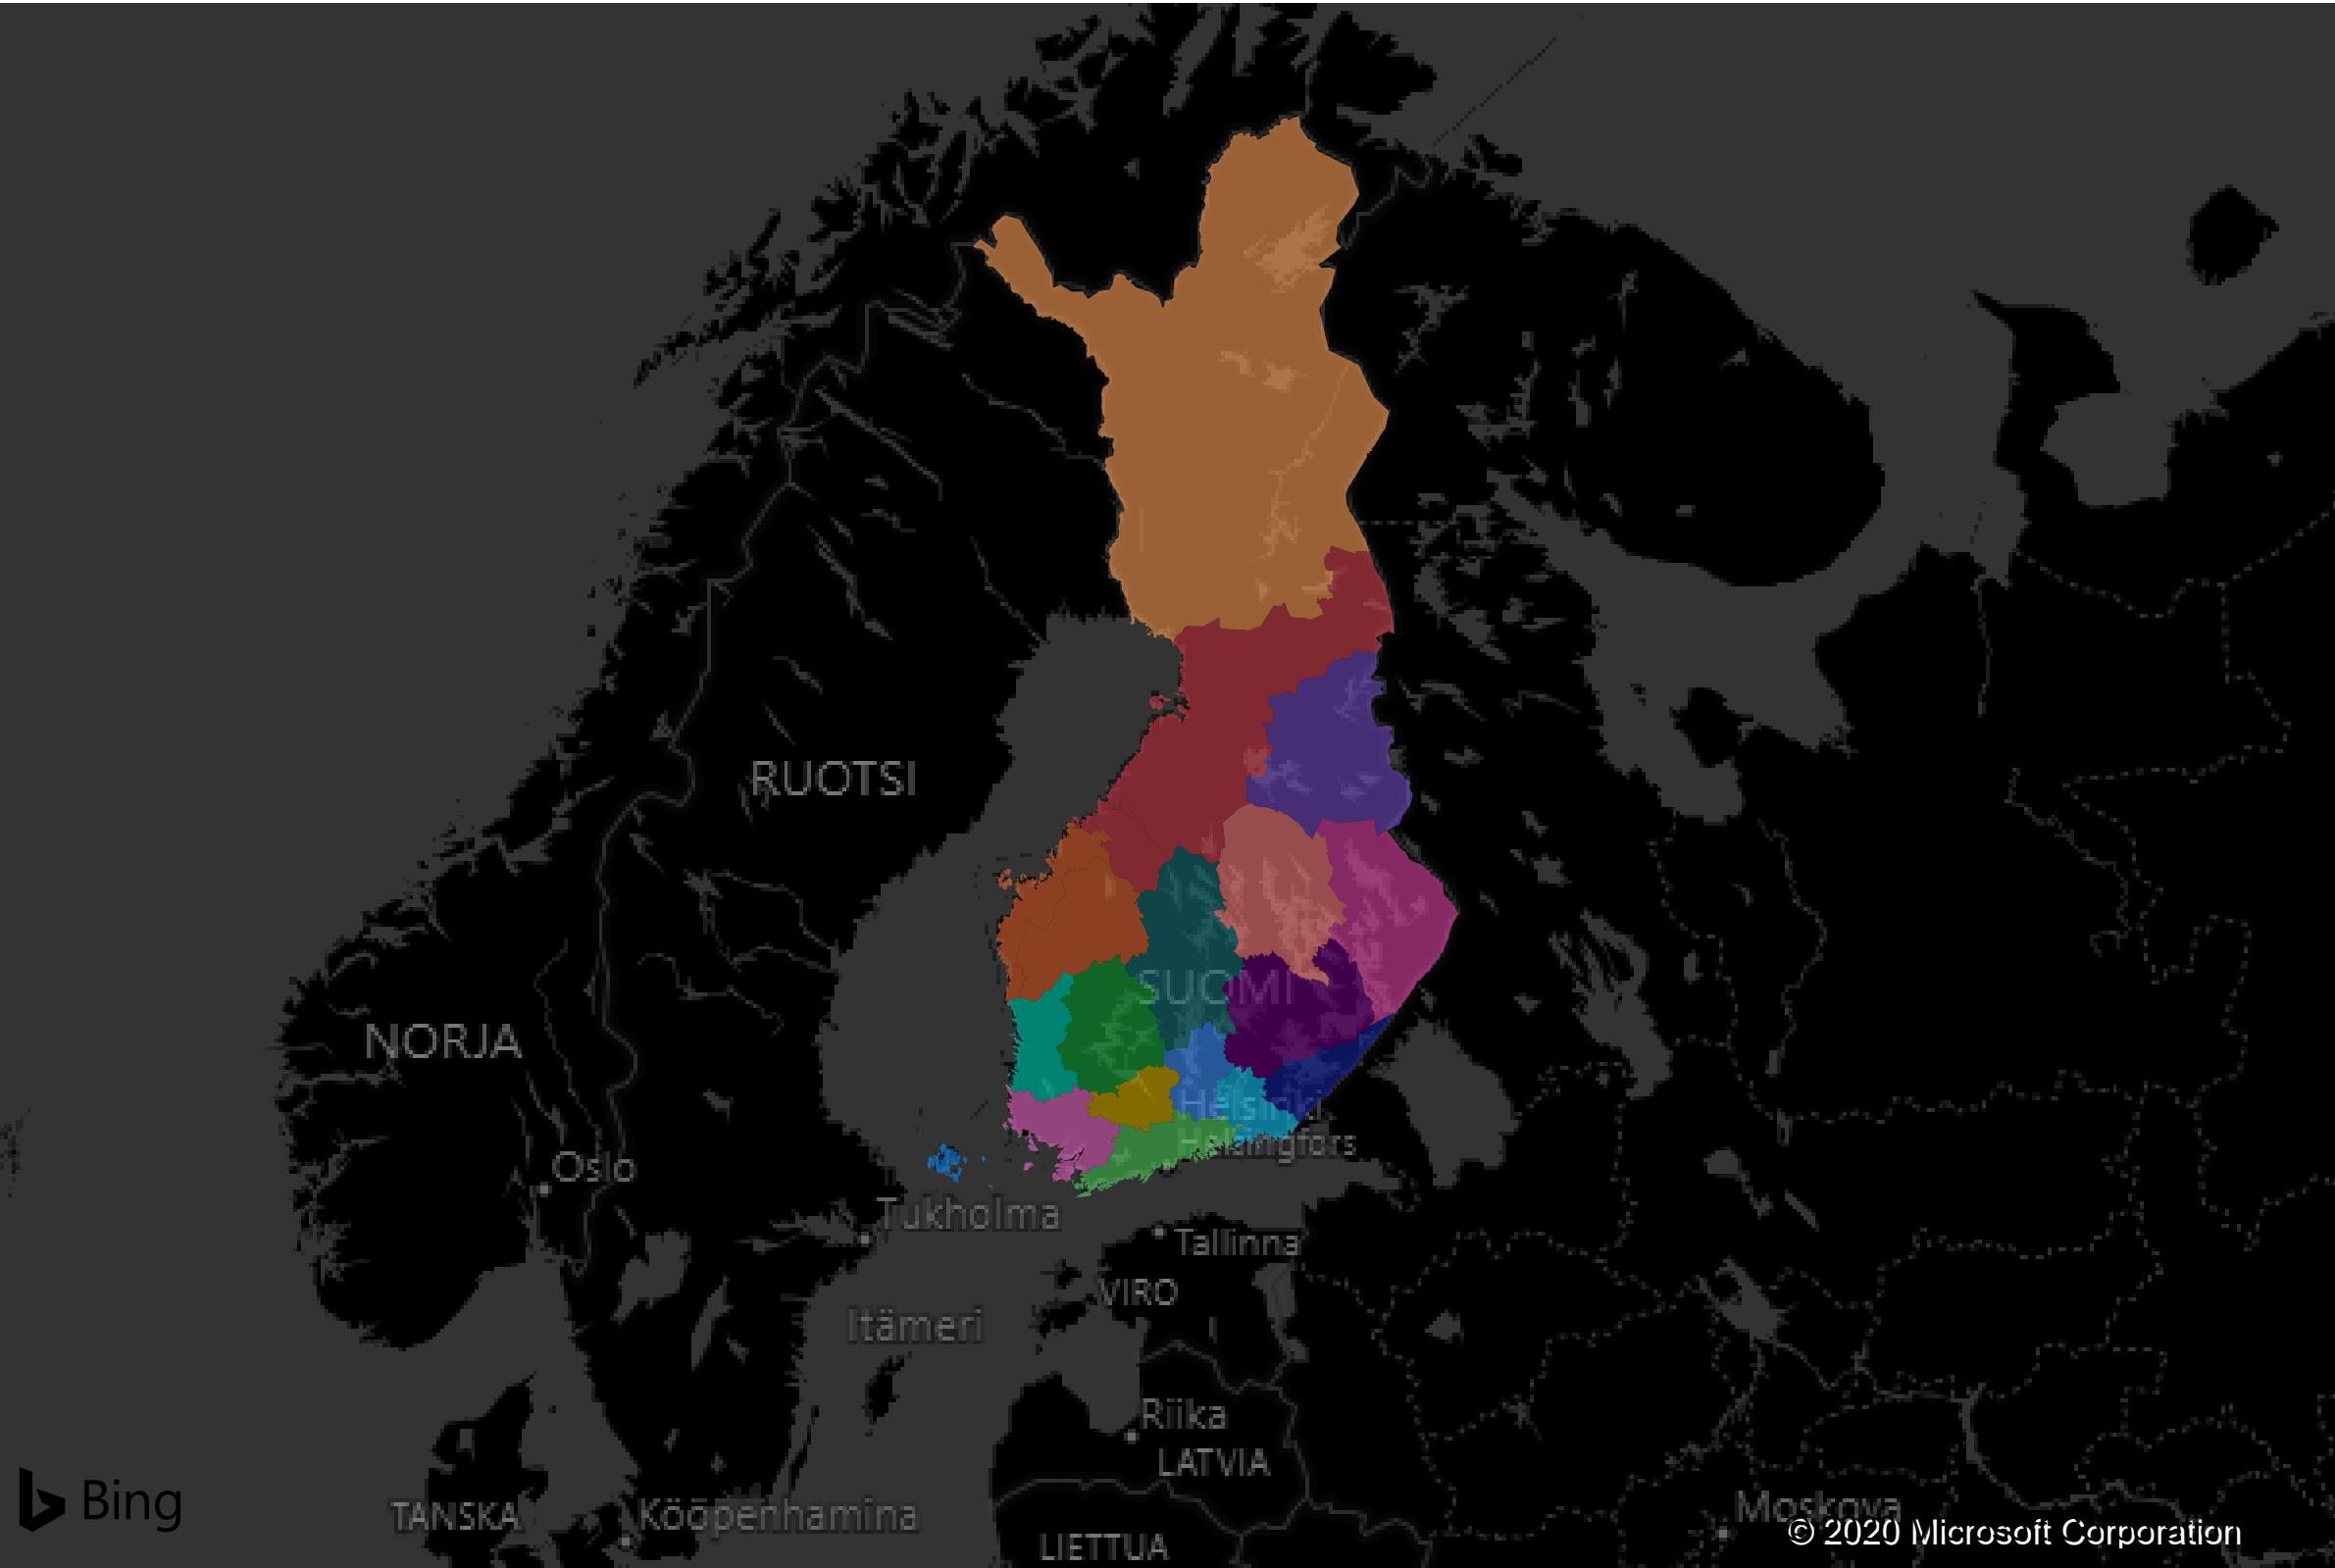 RUOTSI
SUOMI
NORJA
Helsinki
Helsingfors
Oslo
Tukholma
Tallinna
VIRO
Itämeri
Riika
LATVIA
Bing
TANSKA
Kööpenhamina
Moskova
© 2020 Microsoft Corporation
LIETTUA